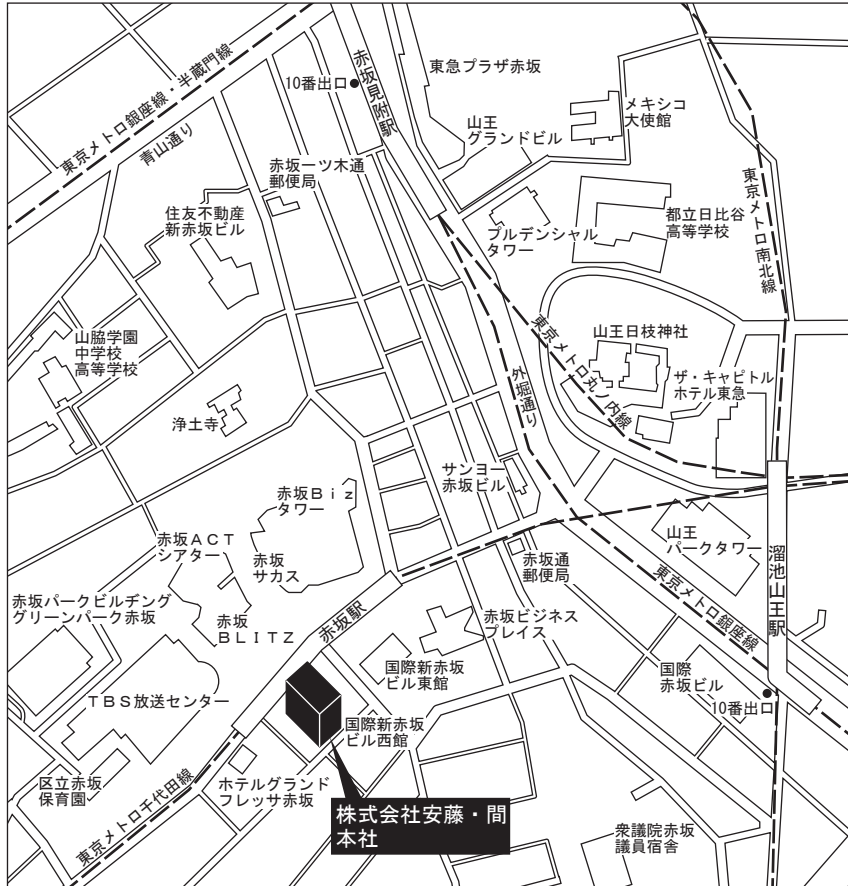 東京メトロ銀座線・半蔵門線
青山通り
10番出口
赤坂見附駅
東急プラザ赤坂
山王
グランドビル
メキシコ
大使館
赤坂一ツ木通
郵便局
住友不動産
新赤坂ビル
プルデンシャル
タワー
都立日比谷
高等学校
東京メトロ南北線
山脇学園
中学校
高等学校
山王日枝神社
東京メトロ丸ノ内線
ザ・キャピトル
ホテル東急
外堀通り
浄土寺
サンヨー
赤坂ビル
赤坂Biz
タワー
赤坂ACT
シアター
赤坂
サカス
山王
パークタワー
赤坂通
郵便局
溜池山王駅
赤坂パークビルヂング
グリーンパーク赤坂
赤坂
BLITZ
赤坂駅
赤坂ビジネス
プレイス
東京メトロ銀座線
国際新赤坂
ビル東館
国際
赤坂ビル
10番出口
TBS放送センター
国際新赤坂
ビル西館
区立赤坂
保育園
ホテルグランド
フレッサ赤坂
東京メトロ千代田線
株式会社安藤・間
本社
衆議院赤坂
議員宿舎